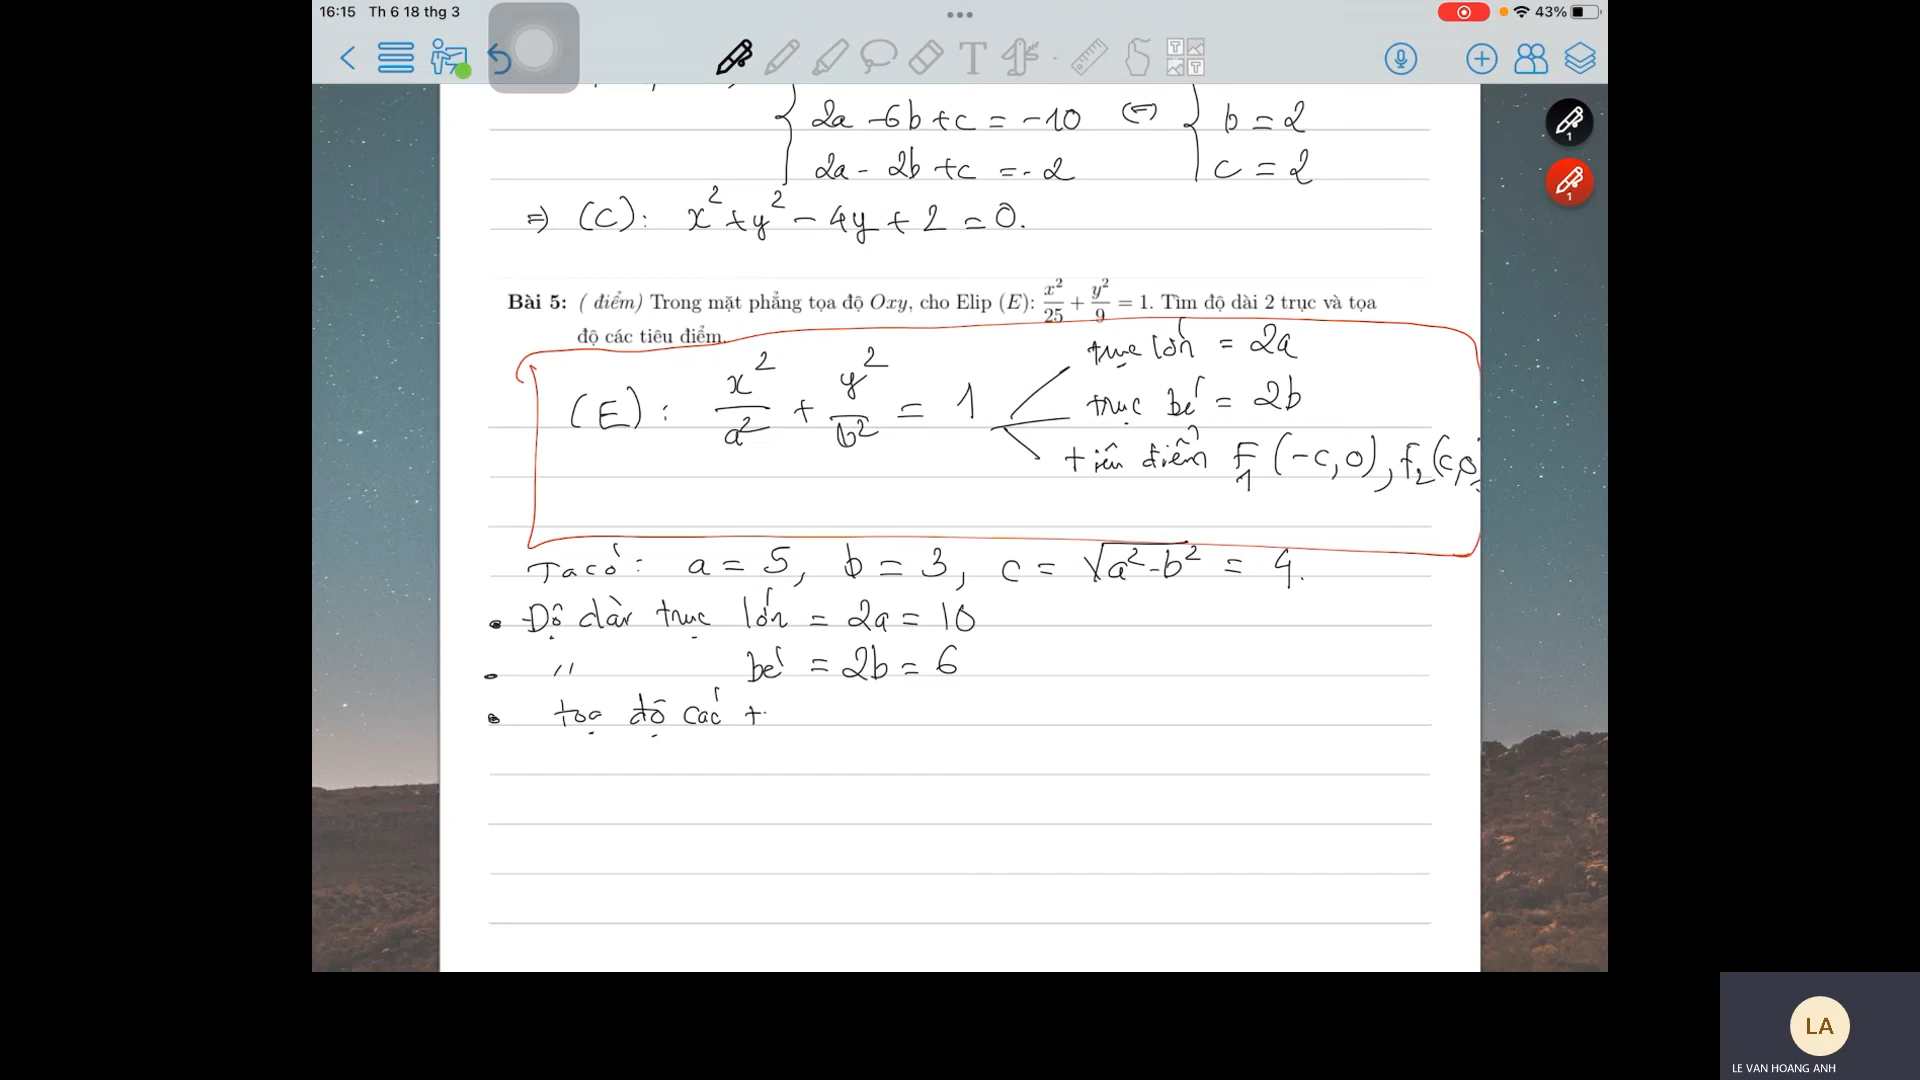 16:15 Th 6 18 thg 3
43%
2a - 6b + c = -10 (=) b = 2
2a - 2b + c = -2 c = 2
=) (C): x² + y² - 4y + 2 = 0.
Bài 5: ( điểm) Trong mặt phẳng tọa độ Oxy, cho Elip (E): x²/25 + y²/9 = 1. Tìm độ dài 2 trục và tọa
độ các tiêu điểm.
trục lớn = 2a
(E): x²/a² + y²/b² = 1
trục bé = 2b
tiêu điểm F₁(-c,0), F₂(c,0
Ta có: a = 5, b = 3, c = √a²-b² = 4.
• Độ dài trục lớn = 2a = 10
• " bé = 2b = 6
• tọa độ các t
LA
LE VAN HOANG ANH